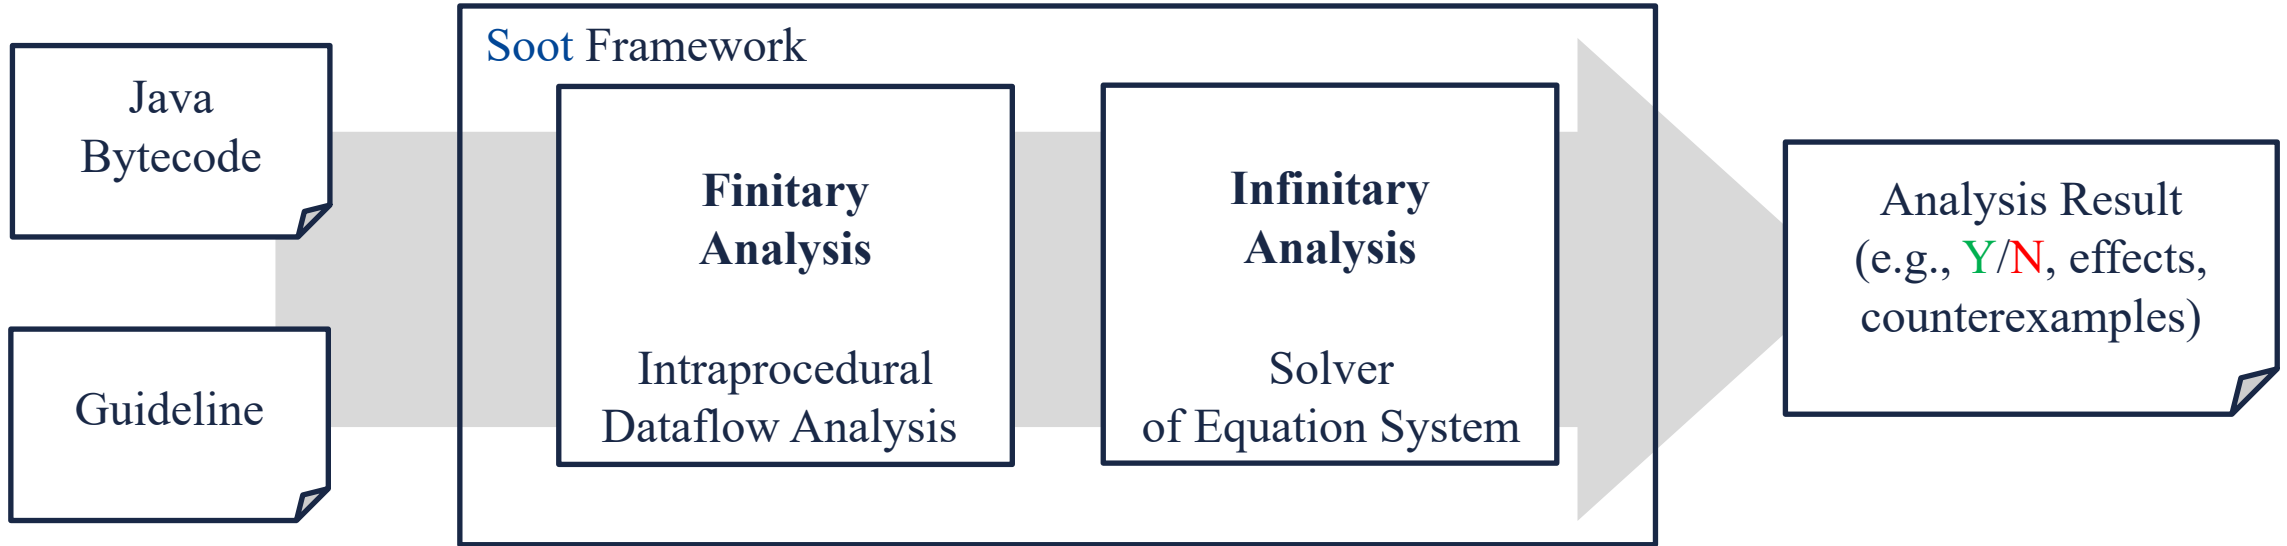 Java
Bytecode
Guideline
Soot Framework
Finitary
Analysis
Intraprocedural
Dataflow Analysis
Infinitary
Analysis
Solver
of Equation System
Analysis Result
(e.g., Y/N, effects,
counterexamples)